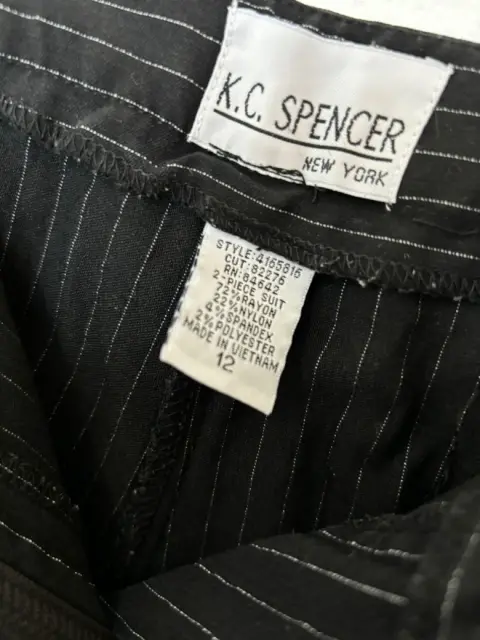 K.C. SPENCER
NEW YORK
STYLE:4165816
CUT:82276
RN:84642
2-PIECE SUIT
72%RAYON
22%NYLON
4%SPANDEX
2%POLYESTER
MADE IN VIETNAM
12